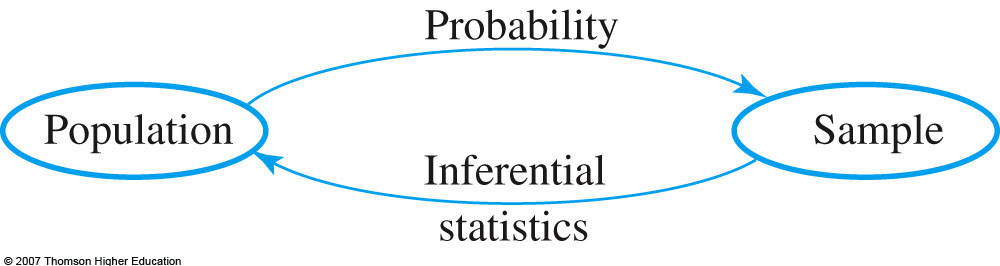 Probability
Population
Sample
Inferential
statistics
© 2007 Thomson Higher Education